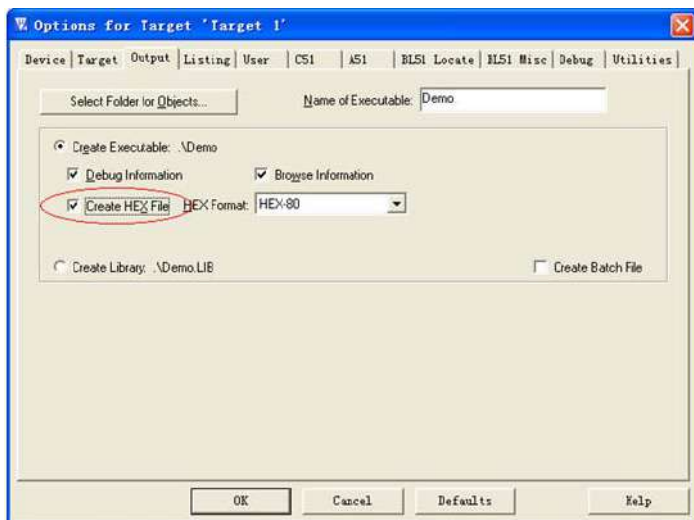 Options for Target 'Target 1'
Device Target Output Listing User C51 A51 BL51 Locate BL51 Misc Debug Utilities
Select Folder for Objects... Name of Executable: Demo
Create Executable: .\Demo
Debug Information Browse Information
Create HEX File HEX Format: HEX-80
Create Library: .\Demo.LIB Create Batch File
OK Cancel Defaults Help